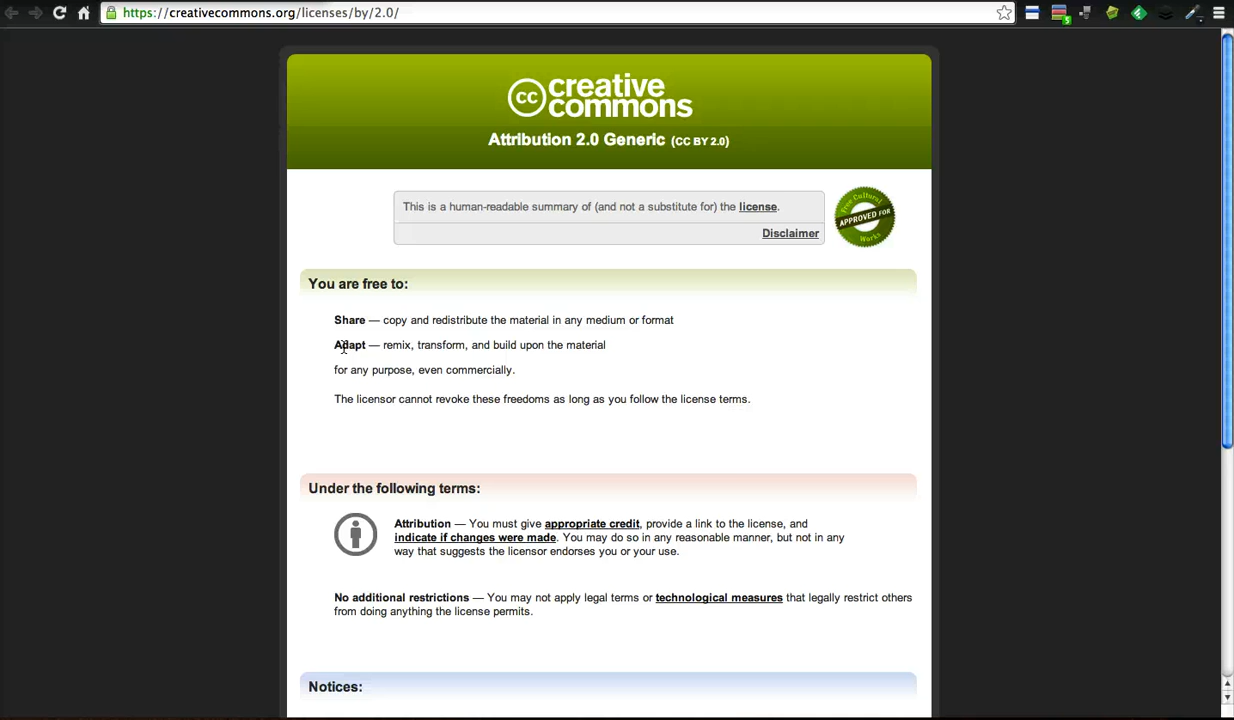 https://creativecommons.org/licenses/by/2.0/
5
cc creative
commons
Attribution 2.0 Generic (CC BY 2.0)
This is a human-readable summary of (and not a substitute for) the license.
Disclaimer
Free Cultural
APPROVED FOR
Works
You are free to:
Share — copy and redistribute the material in any medium or format
Adapt — remix, transform, and build upon the material
for any purpose, even commercially.
The licensor cannot revoke these freedoms as long as you follow the license terms.
Under the following terms:
Attribution — You must give appropriate credit, provide a link to the license, and
indicate if changes were made. You may do so in any reasonable manner, but not in any
way that suggests the licensor endorses you or your use.
No additional restrictions — You may not apply legal terms or technological measures that legally restrict others
from doing anything the license permits.
Notices: